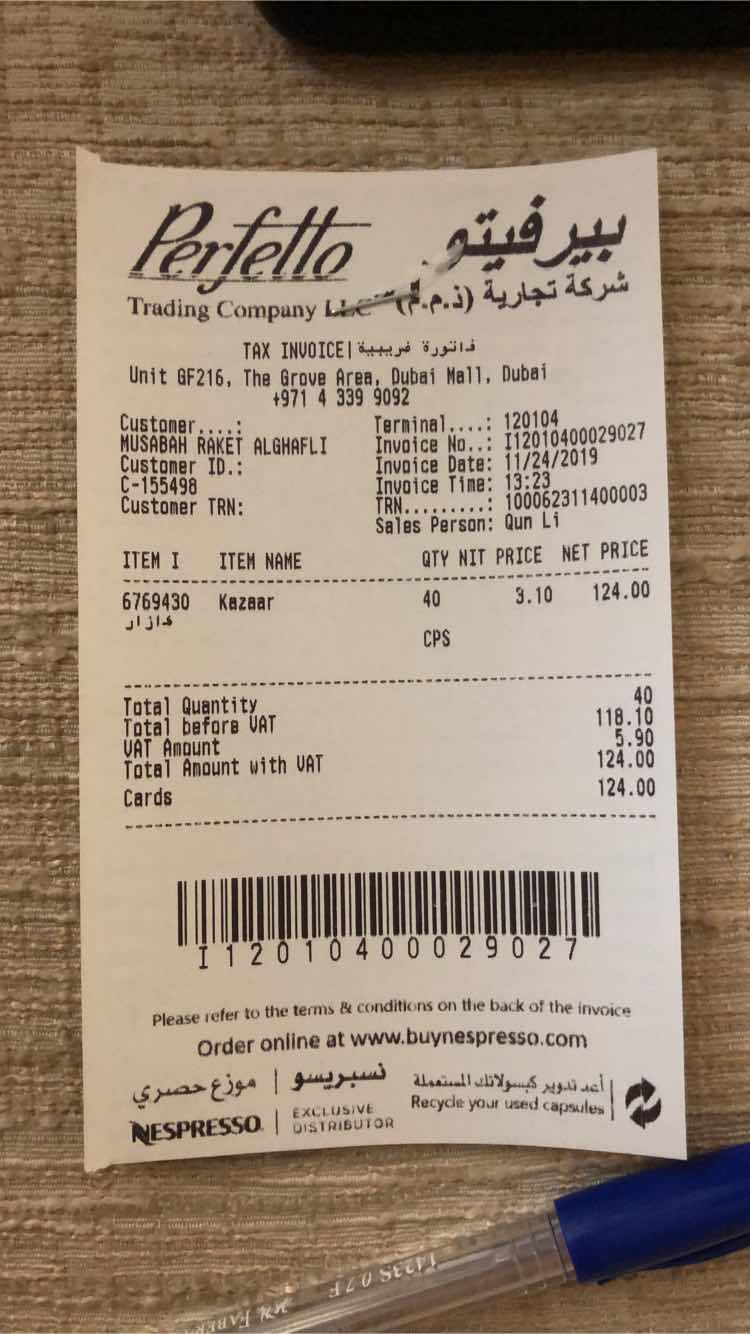 Perfetto بيرفيتو
Trading Company LLC شركة تجارية (ذ.م.م)
TAX INVOICE|فاتورة ضريبية
Unit GF216, The Grove Area, Dubai Mall, Dubai
+971 4 339 9092
Customer....:
MUSABAH RAKET ALGHAFLI
Customer ID.:
C-155498
Customer TRN:
Terminal....: 120104
Invoice No..: I12010400029027
Invoice Date: 11/24/2019
Invoice Time: 13:23
TRN.........: 100062311400003
Sales Person: Qun Li
ITEM I ITEM NAME QTY NIT PRICE NET PRICE
6769430 Kazaar 40 3.10 124.00
كازار
CPS
Total Quantity 40
Total before VAT 118.10
VAT Amount 5.90
Total Amount with VAT 124.00
Cards 124.00
I12010400029027
Please refer to the terms & conditions on the back of the invoice
Order online at www.buynespresso.com
موزع حصري | نسبريسو
NESPRESSO. | EXCLUSIVE DISTRIBUTOR
أعد تدوير كبسولاتك المستعملة
Recycle your used capsules
1423S 0.7 F